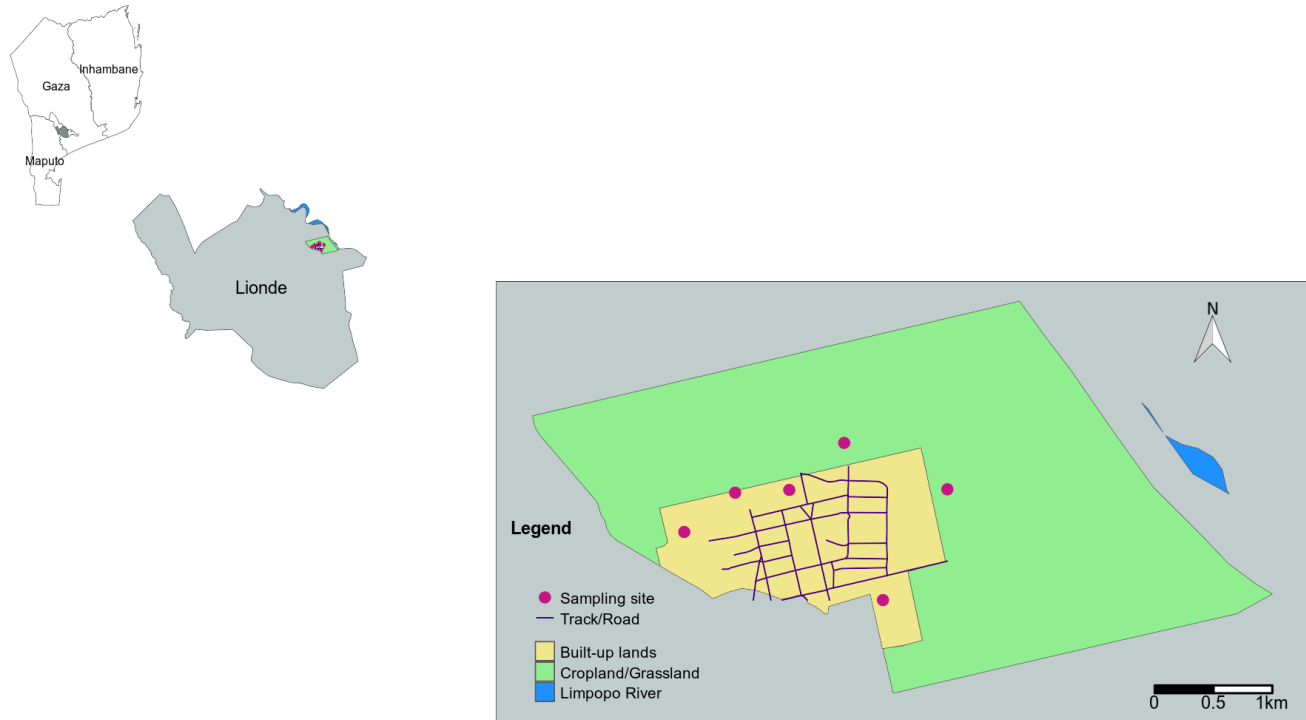 Inhambane
Gaza
Maputo
Lionde
N
Legend
Sampling site
Track/Road
Built-up lands
Cropland/Grassland
Limpopo River
0 0.5 1km